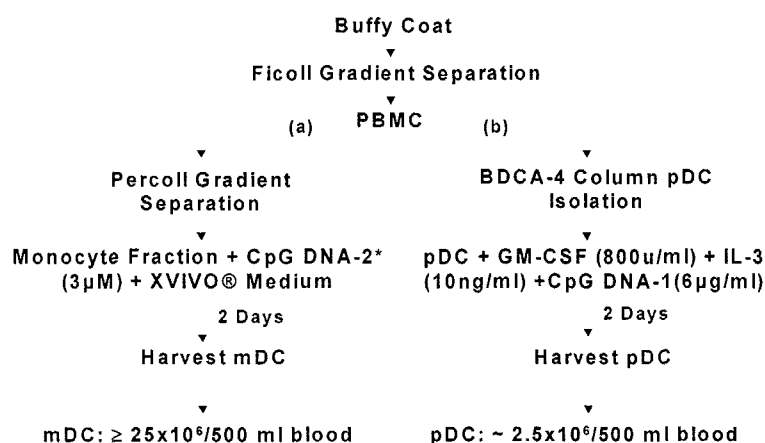 Buffy Coat
Ficoll Gradient Separation
(a) PBMC (b)
Percoll Gradient
Separation
BDCA-4 Column pDC
Isolation
Monocyte Fraction + CpG DNA-2*
(3µM) + XVIVO® Medium
pDC + GM-CSF (800u/ml) + IL-3
(10ng/ml) +CpG DNA-1(6µg/ml)
2 Days
2 Days
Harvest mDC
Harvest pDC
mDC: ≥ 25x10⁶/500 ml blood
pDC: ~ 2.5x10⁶/500 ml blood